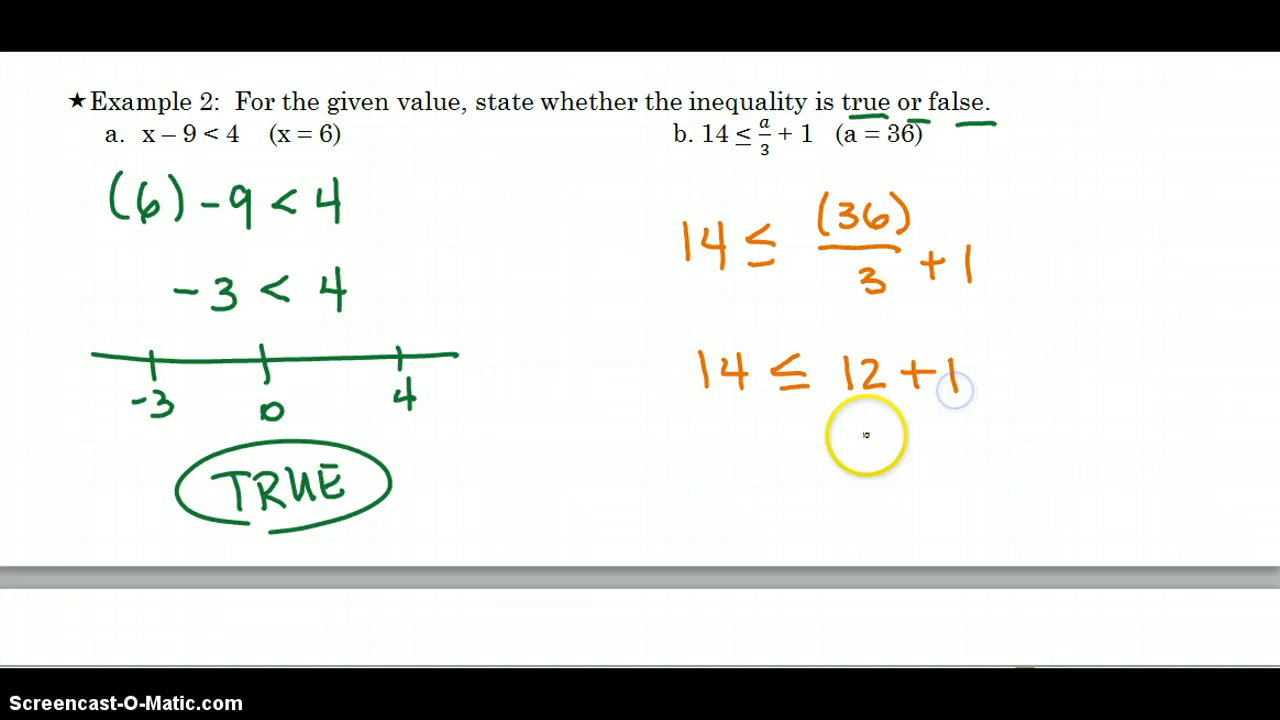 ★Example 2: For the given value, state whether the inequality is true or false.
a. x – 9 < 4 (x = 6)
(6) - 9 < 4
- 3 < 4
-3 0 4
TRUE
b. 14 ≤ a/3 + 1 (a = 36)
14 ≤ (36)/3 + 1
14 ≤ 12 + 1
Screencast-O-Matic.com